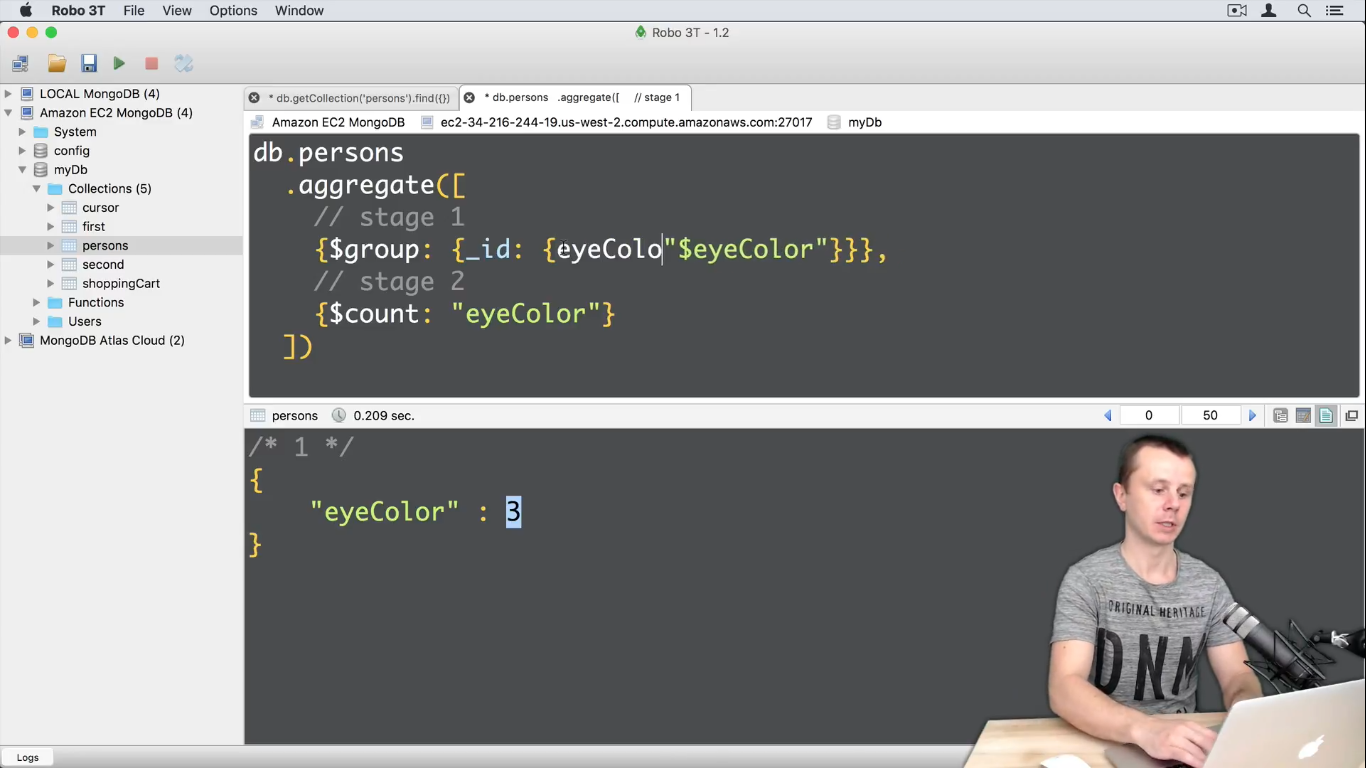 Robo 3T File View Options Window
Robo 3T - 1.2
LOCAL MongoDB (4)
Amazon EC2 MongoDB (4)
System
config
myDb
Collections (5)
cursor
first
persons
second
shoppingCart
Functions
Users
MongoDB Atlas Cloud (2)
* db.getCollection('persons').find({}) * db.persons .aggregate([ // stage 1
Amazon EC2 MongoDB ec2-34-216-244-19.us-west-2.compute.amazonaws.com:27017 myDb
db.persons
.aggregate([
// stage 1
{$group: {_id: {eyeColo"$eyeColor"}}},
// stage 2
{$count: "eyeColor"}
])
persons 0.209 sec. 0 50
/* 1 */
{
"eyeColor" : 3
}
ORIGINAL HERITAGE
DNM
Logs